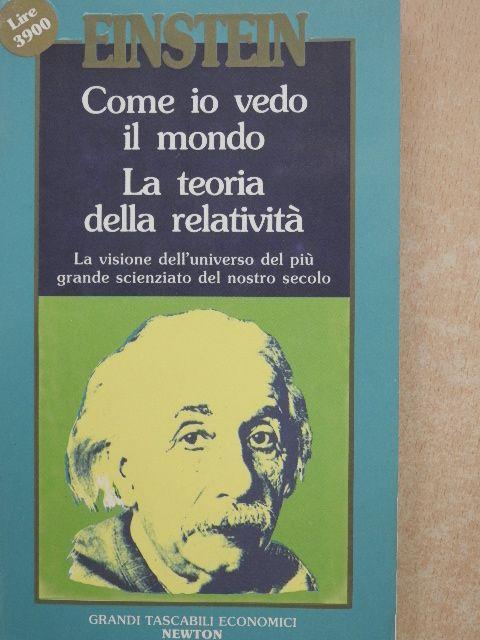 Lire
3900
EINSTEIN
Come io vedo
il mondo
La teoria
della relatività
La visione dell'universo del più
grande scienziato del nostro secolo
GRANDI TASCABILI ECONOMICI
NEWTON